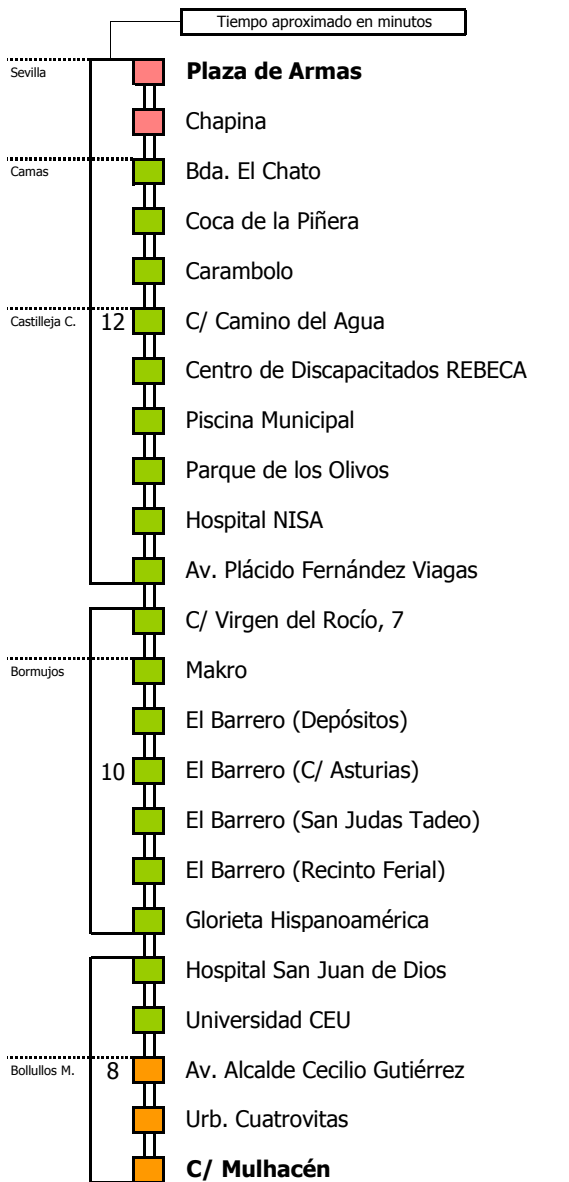 Tiempo aproximado en minutos
Sevilla
Plaza de Armas
Chapina
Camas
Bda. El Chato
Coca de la Piñera
Carambolo
Castilleja C.
12
C/ Camino del Agua
Centro de Discapacitados REBECA
Piscina Municipal
Parque de los Olivos
Hospital NISA
Av. Plácido Fernández Viagas
C/ Virgen del Rocío, 7
Bormujos
Makro
El Barrero (Depósitos)
10
El Barrero (C/ Asturias)
El Barrero (San Judas Tadeo)
El Barrero (Recinto Ferial)
Glorieta Hispanoamérica
Hospital San Juan de Dios
Universidad CEU
Bollullos M.
8
Av. Alcalde Cecilio Gutiérrez
Urb. Cuatrovitas
C/ Mulhacén